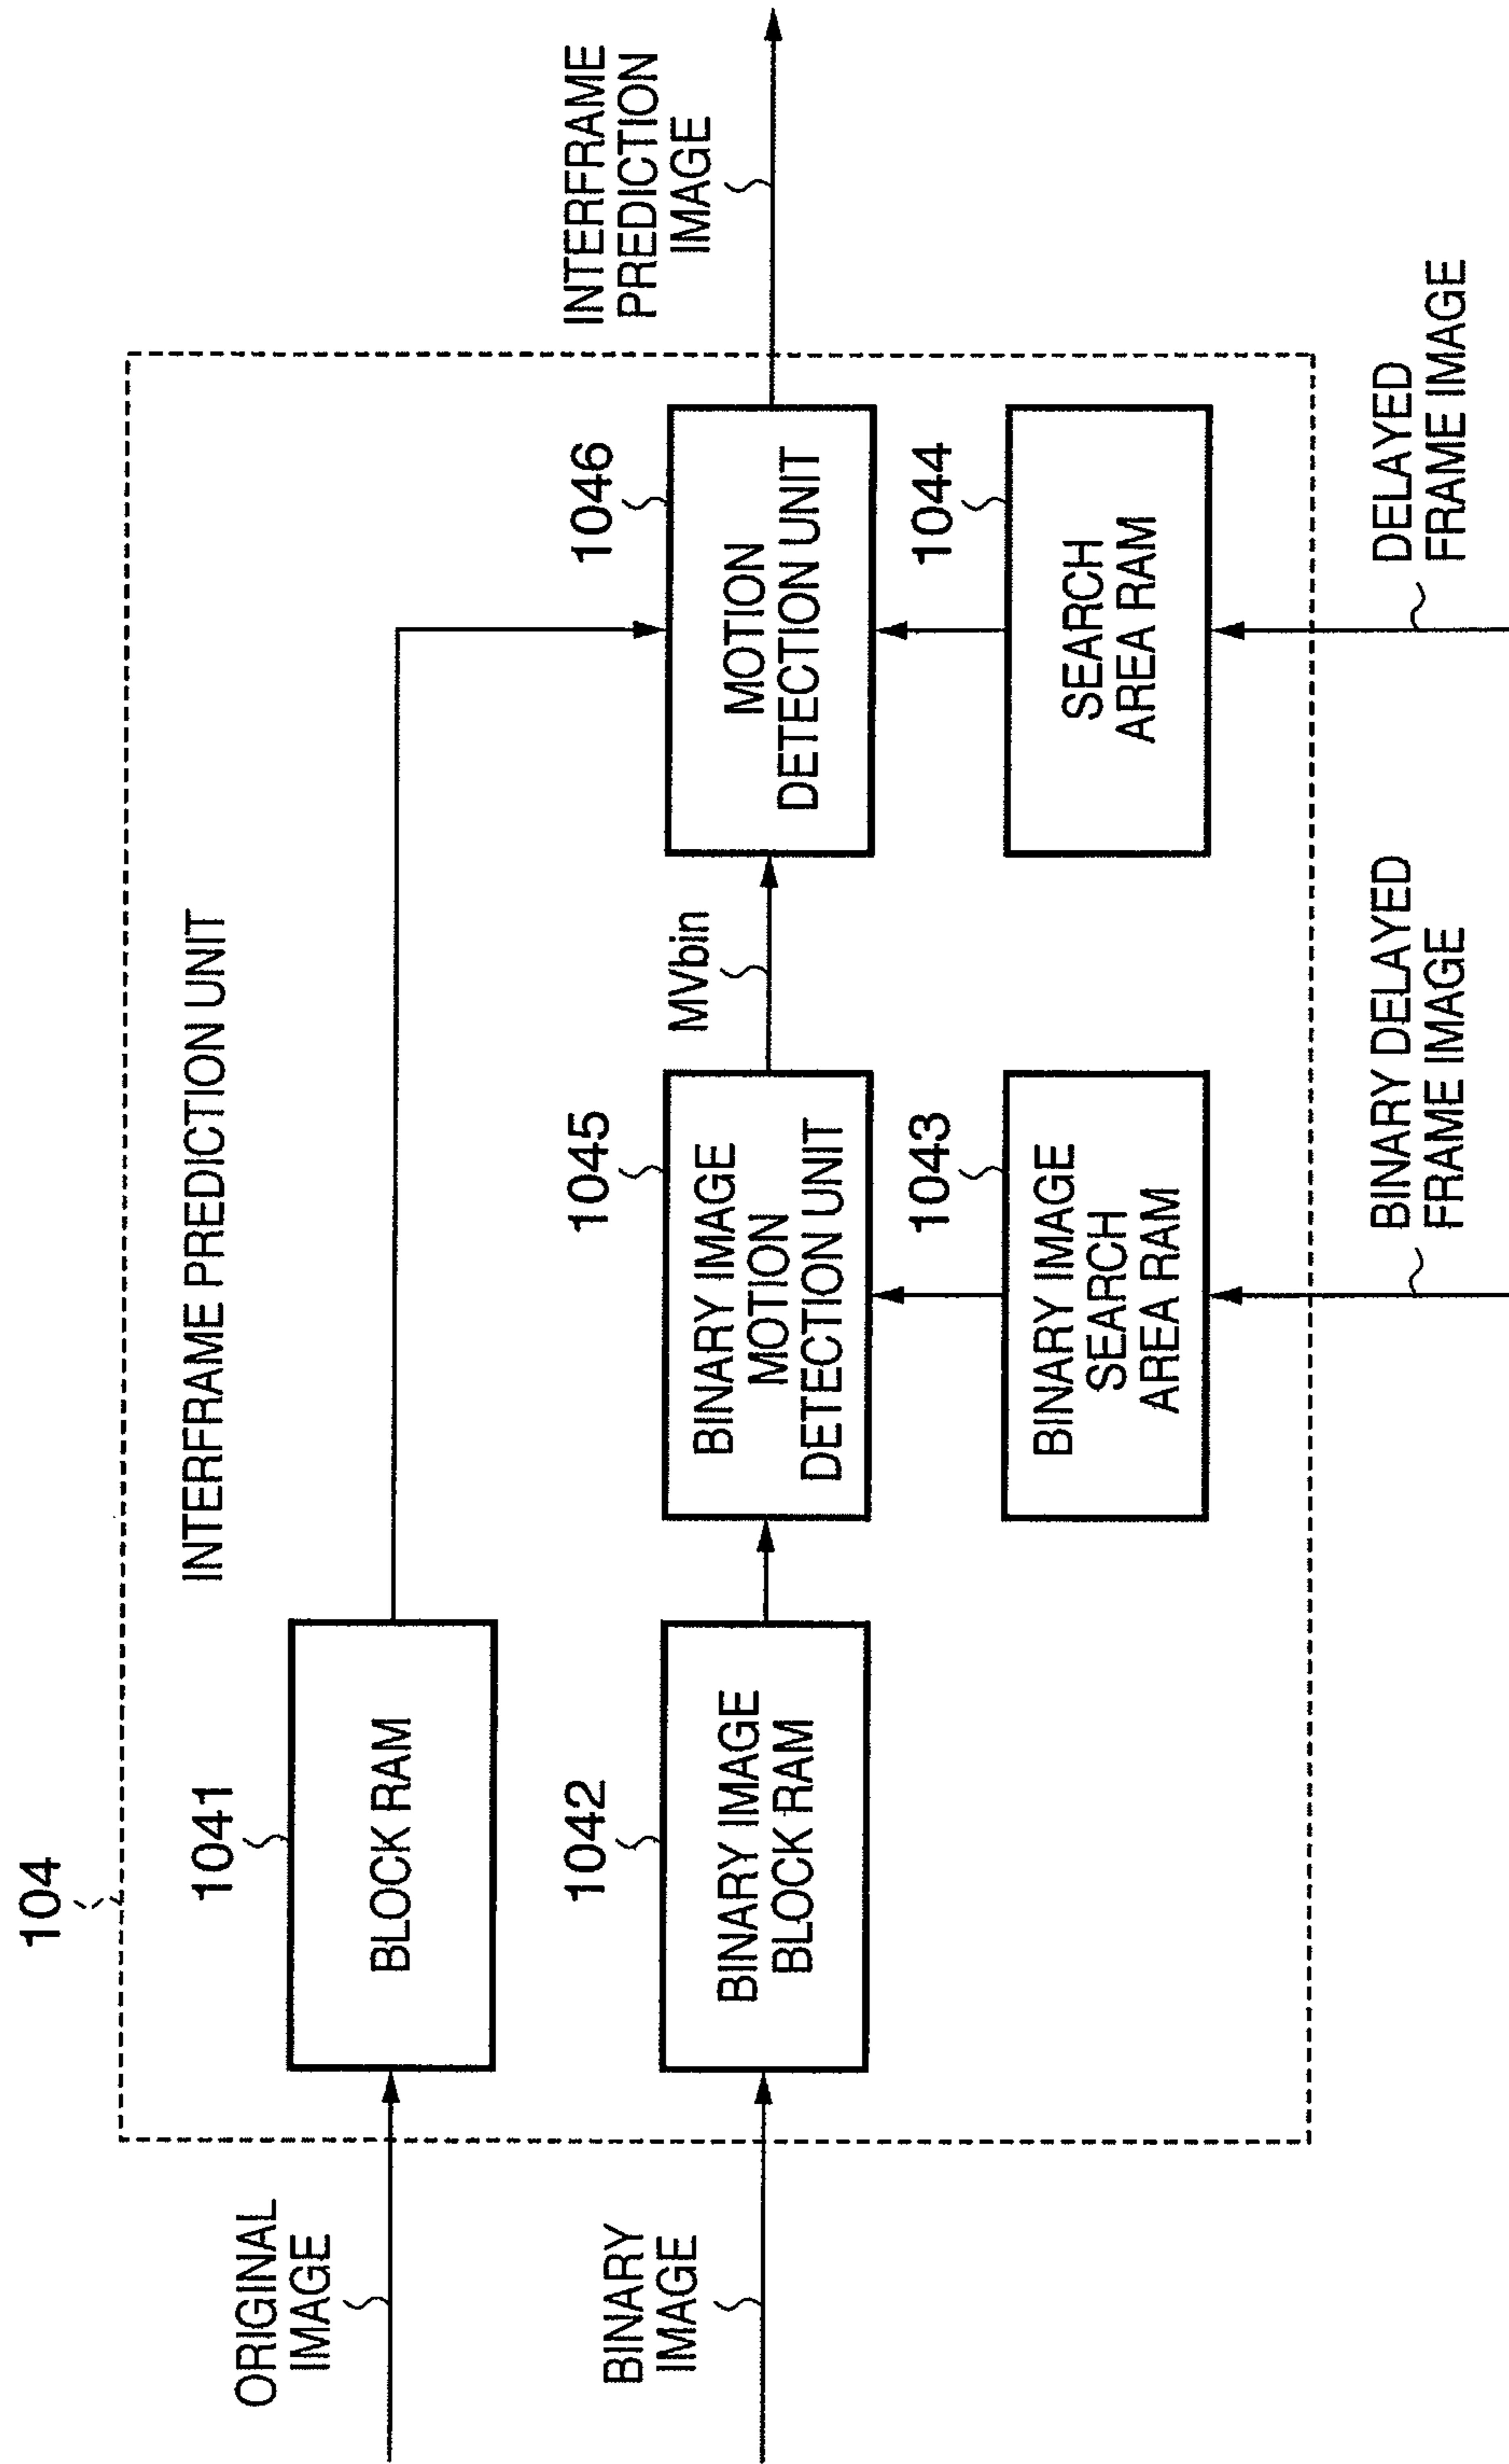 104
INTERFRAME PREDICTION UNIT
ORIGINAL
IMAGE
1041
BLOCK RAM
INTERFRAME
PREDICTION
IMAGE
BINARY
IMAGE
1042
BINARY IMAGE
BLOCK RAM
1045
BINARY IMAGE
MOTION
DETECTION UNIT
MVbin
1046
MOTION
DETECTION UNIT
1043
BINARY IMAGE
SEARCH
AREA RAM
1044
SEARCH
AREA RAM
BINARY DELAYED
FRAME IMAGE
DELAYED
FRAME IMAGE